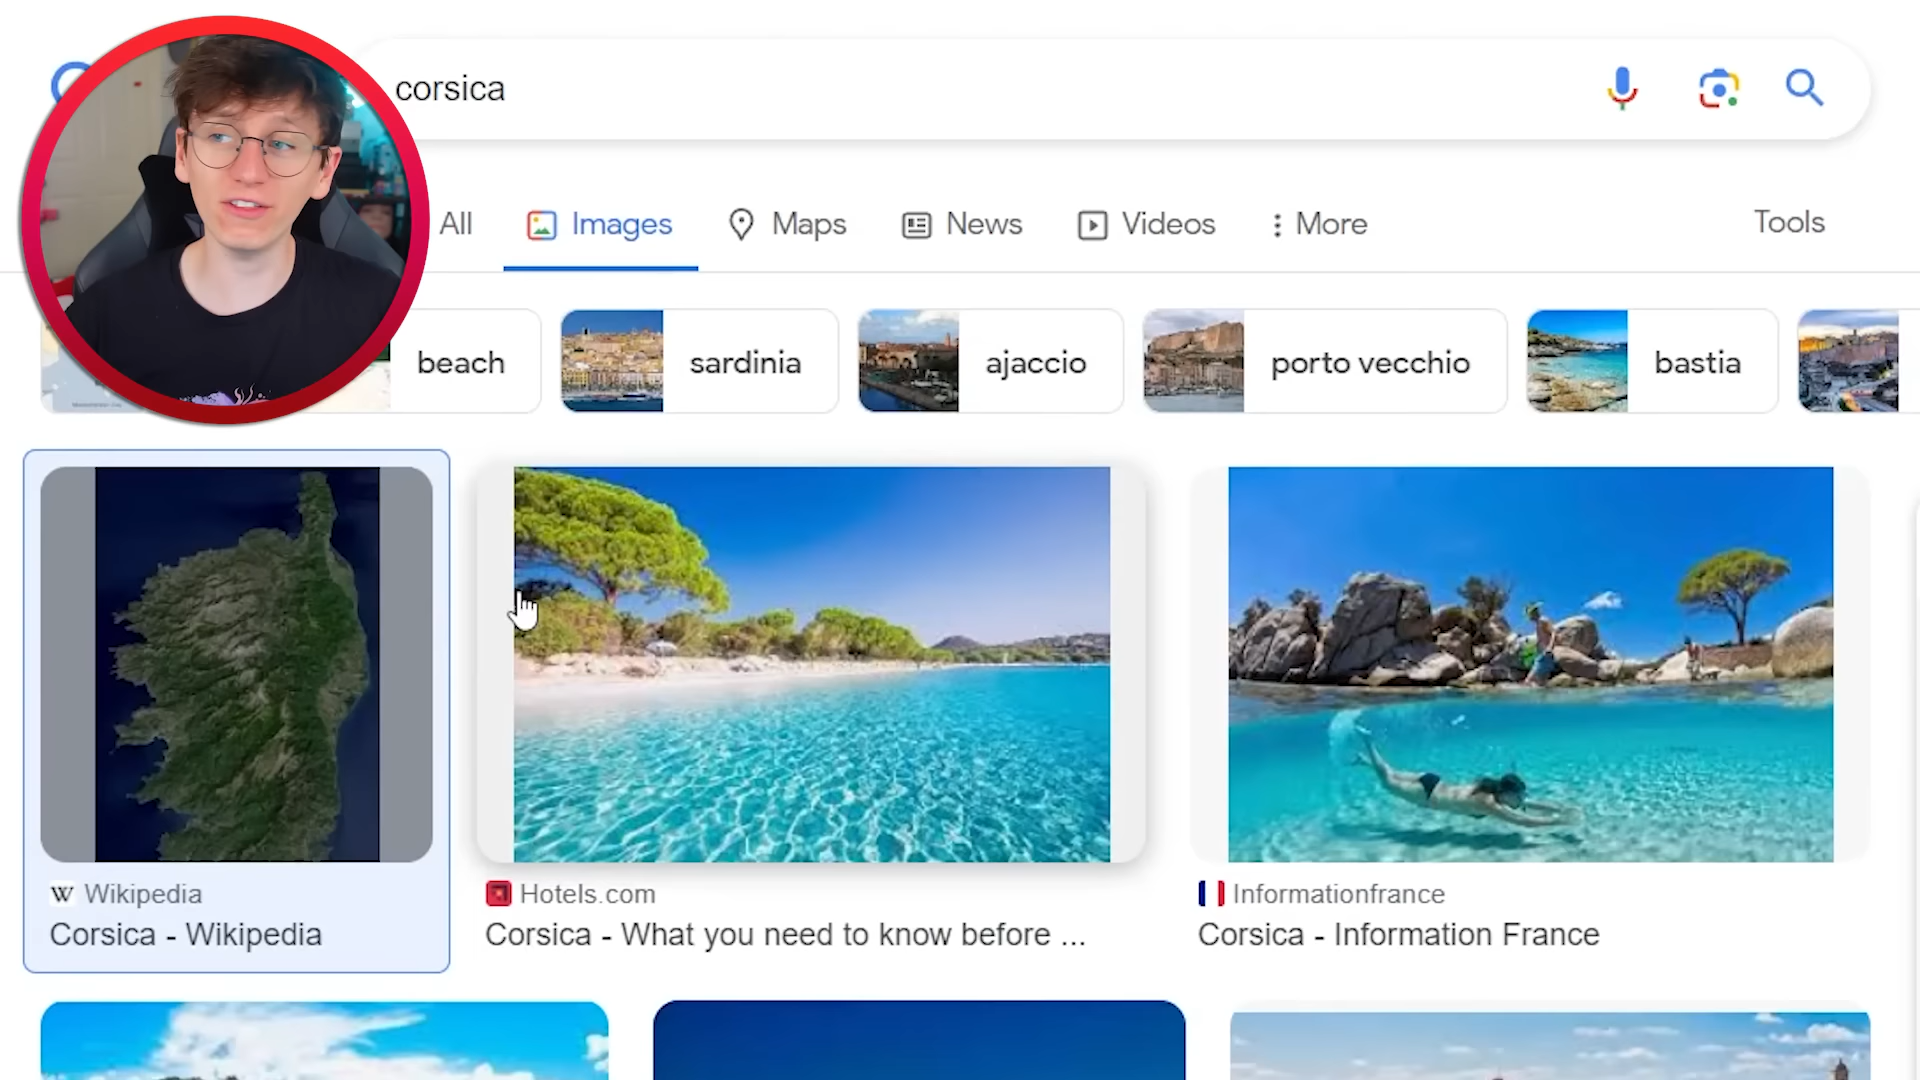 corsica
All
Images
Maps
News
Videos
More
Tools
beach
sardinia
ajaccio
porto vecchio
bastia
W Wikipedia
Corsica - Wikipedia
Hotels.com
Corsica - What you need to know before ...
Informationfrance
Corsica - Information France